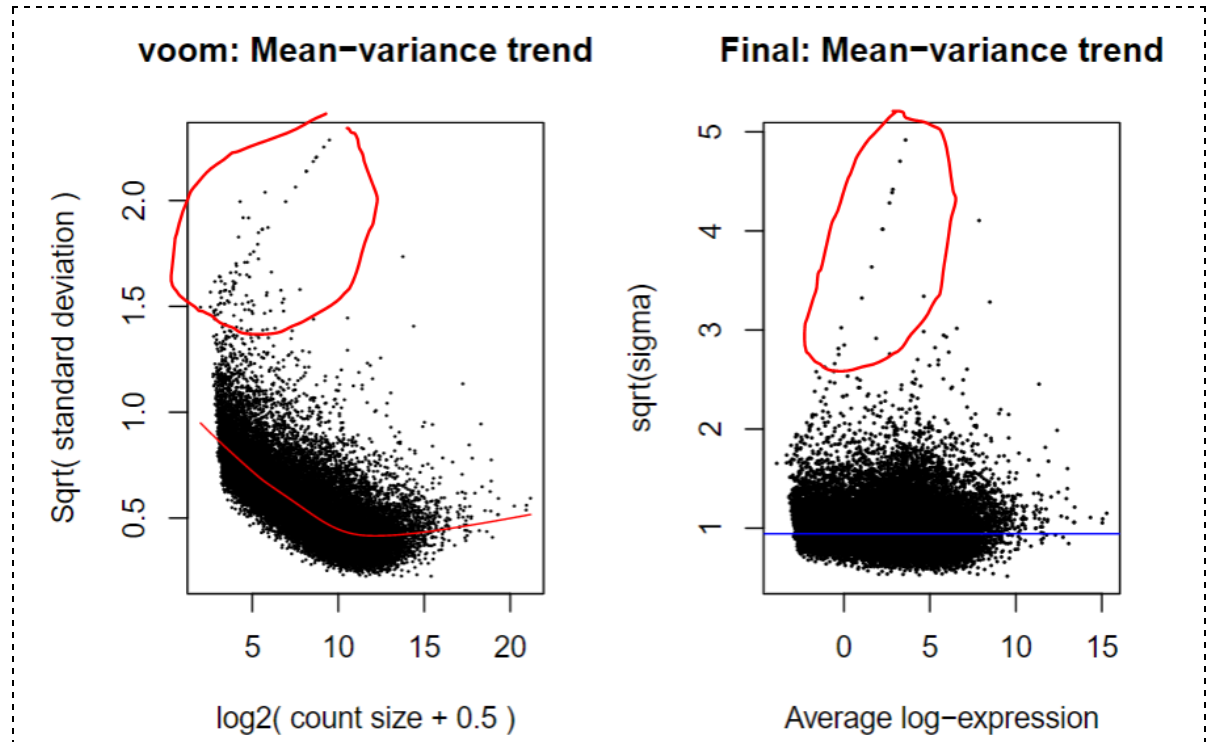 voom: Mean−variance trend
Sqrt( standard deviation )
2.0
1.5
1.0
0.5
5 10 15 20
log2( count size + 0.5 )
Final: Mean−variance trend
sqrt(sigma)
5
4
3
2
1
0 5 10 15
Average log−expression